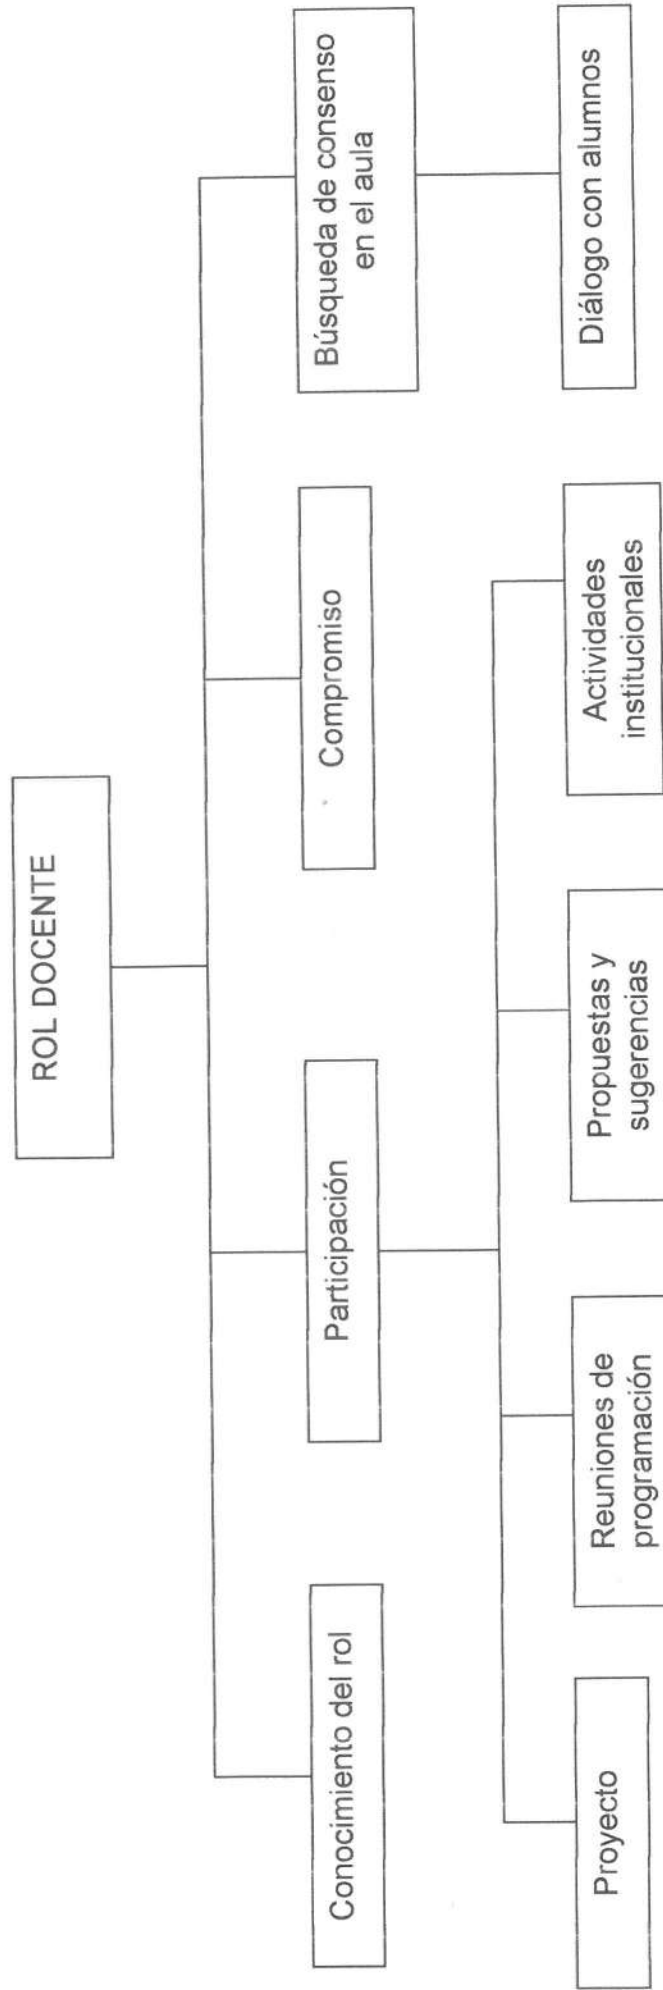 ROL DOCENTE
Conocimiento del rol
Participación
Compromiso
Búsqueda de consenso
en el aula
Proyecto
Reuniones de
programación
Propuestas y
sugerencias
Actividades
institucionales
Diálogo con alumnos